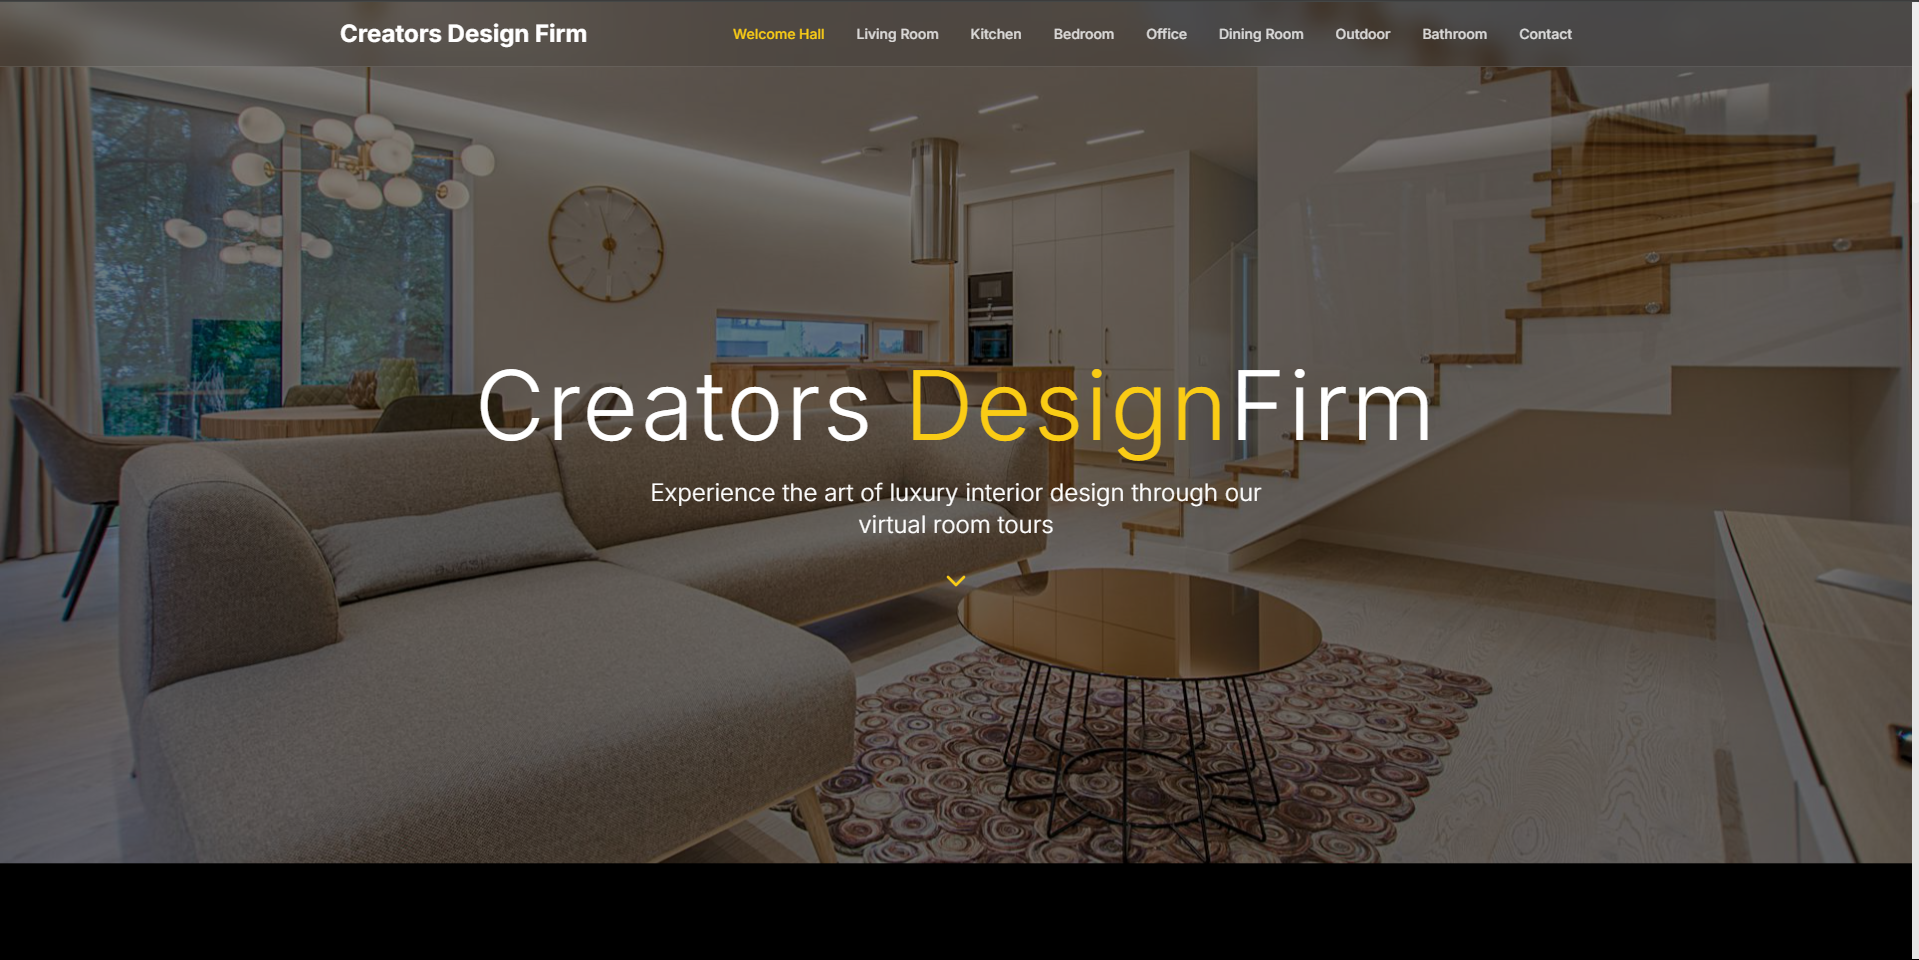 Creators Design Firm
Welcome Hall
Living Room
Kitchen
Bedroom
Office
Dining Room
Outdoor
Bathroom
Contact
Creators DesignFirm
Experience the art of luxury interior design through our
virtual room tours